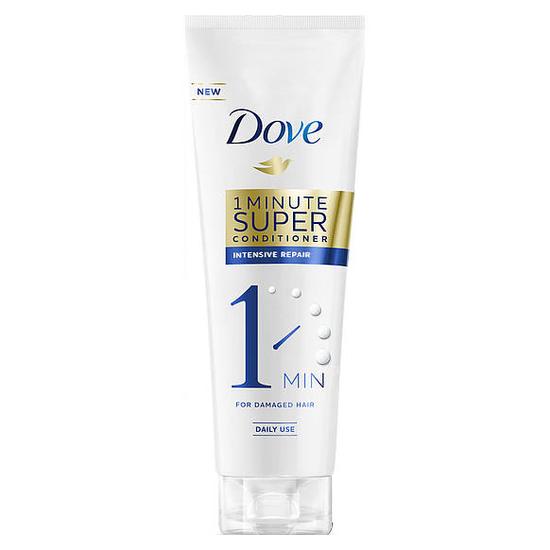 NEW
Dove
1 MINUTE
SUPER
CONDITIONER
INTENSIVE REPAIR
1 MIN
FOR DAMAGED HAIR
DAILY USE